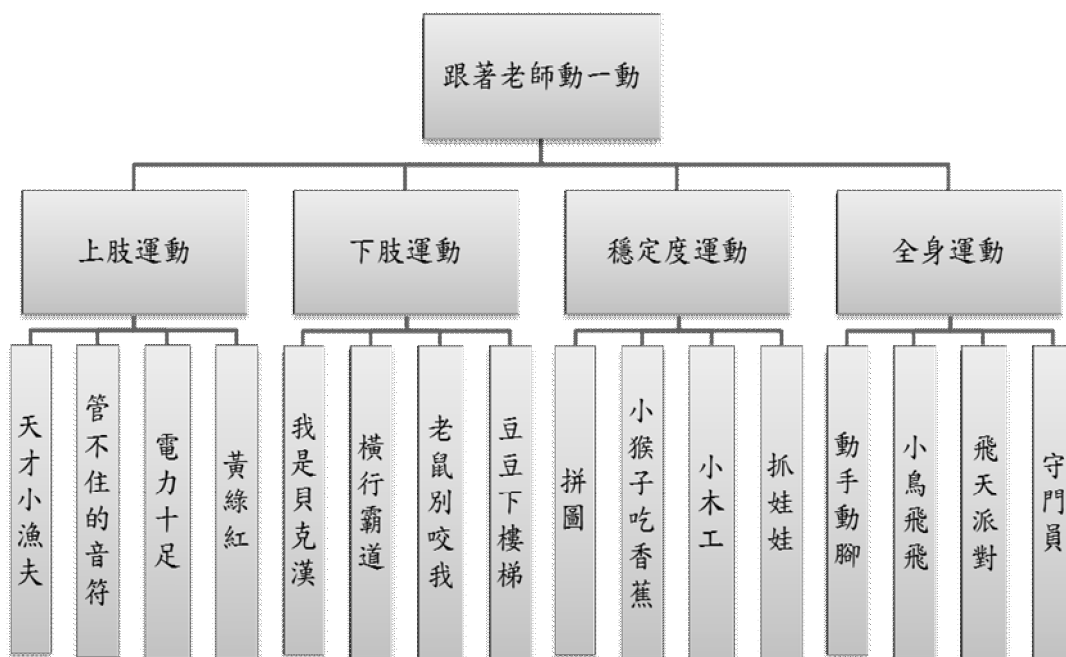 跟著老師動一動
上肢運動
下肢運動
穩定度運動
全身運動
天才小漁夫
管不住的音符
電力十足
黃綠紅
我是貝克漢
橫行霸道
老鼠別咬我
豆豆下樓梯
拼圖
小猴子吃香蕉
小木工
抓娃娃
動手動腳
小鳥飛飛
飛天派對
守門員